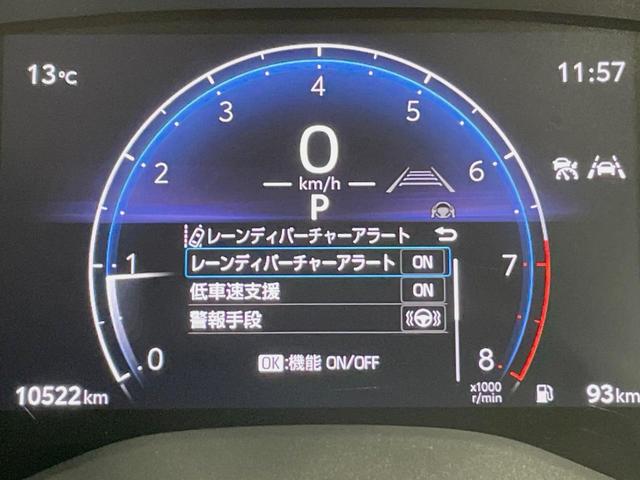 13℃
11:57
4
3
5
2
6
1
7
0
8
0
km/h
P
レーンディパーチャーアラート
レーンディパーチャーアラート ON
低車速支援 ON
警報手段
OK:機能 ON/OFF
x1000
r/min
10522km
93km